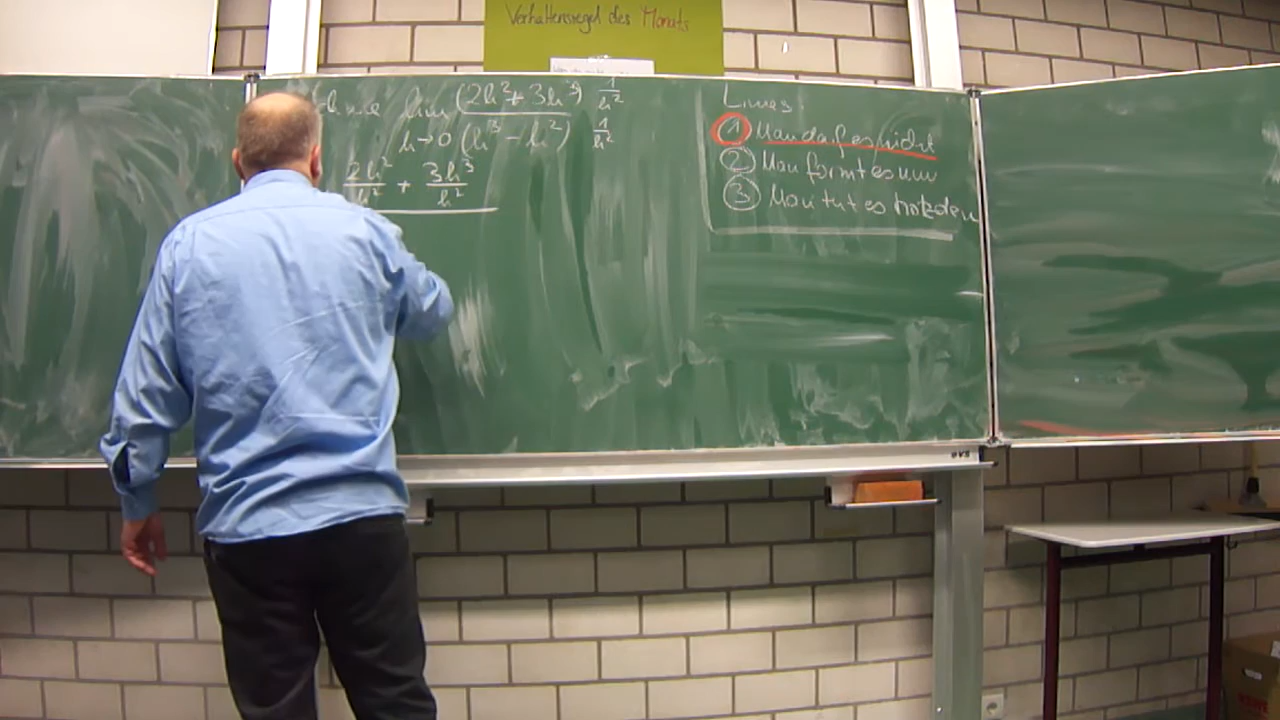 Verhaltensregel des Monats
lim (2h² + 3h³) 1/h²
h→0 (h³ - h²) 1/h²
2h²/h² + 3h³/h²
Limes
① Man darf es nicht
② Man formt es um
③ Man tut es trotzdem